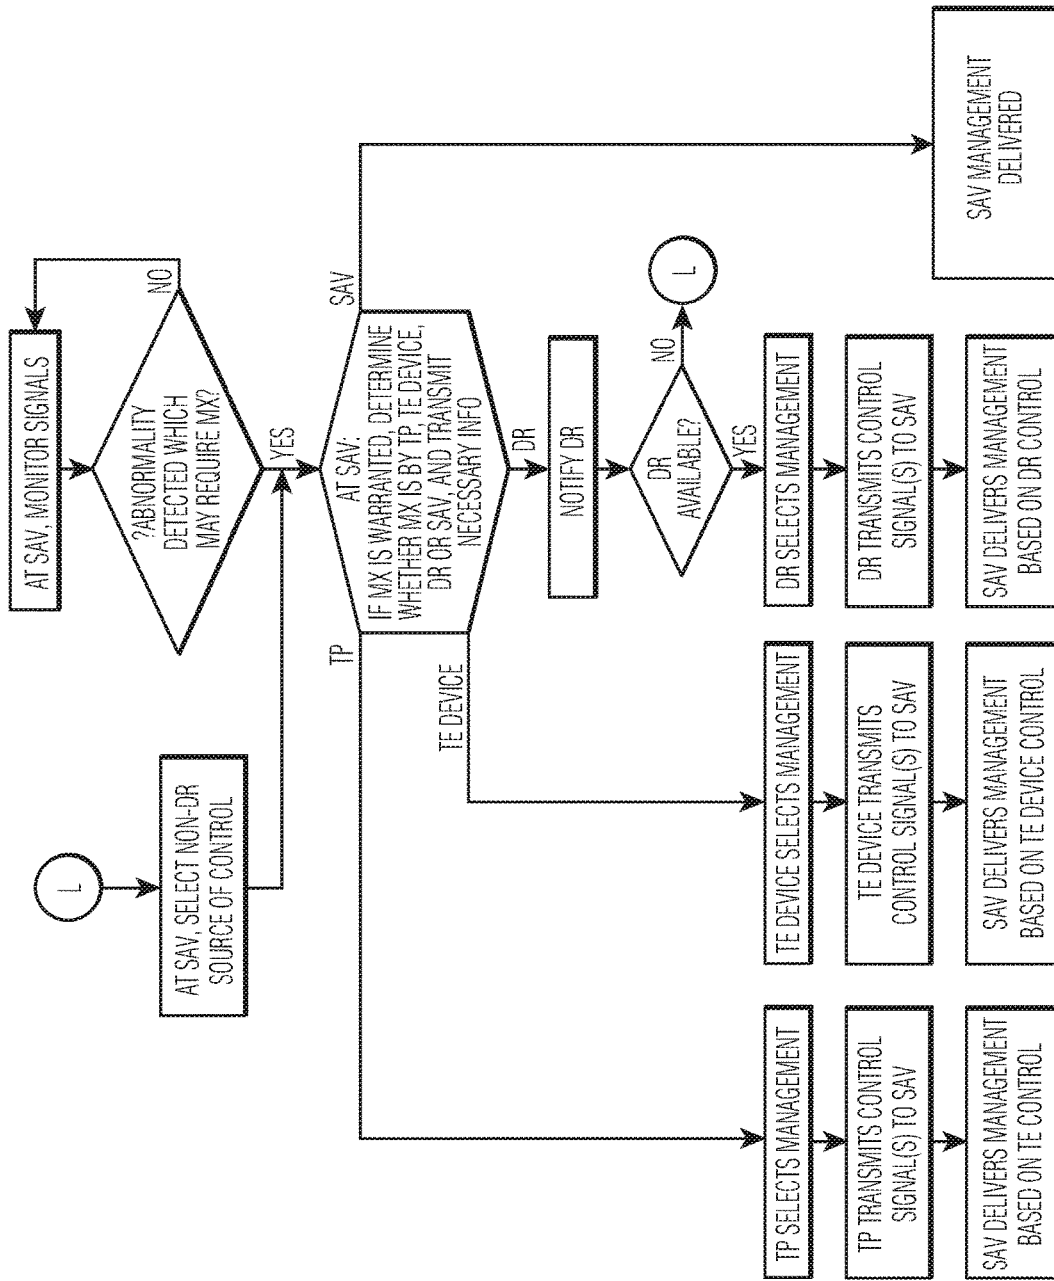 AT SAV, MONITOR SIGNALS
?ABNORMALITY
DETECTED WHICH
MAY REQUIRE MX?
NO
YES
L
AT SAV, SELECT NON-DR
SOURCE OF CONTROL
AT SAV:
IF MX IS WARRANTED, DETERMINE
WHETHER MX IS BY TP, TE DEVICE,
DR OR SAV, AND TRANSMIT
NECESSARY INFO
TP
TE DEVICE
DR
SAV
NOTIFY DR
DR
AVAILABLE?
NO
L
YES
TP SELECTS MANAGEMENT
TP TRANSMITS CONTROL
SIGNAL(S) TO SAV
SAV DELIVERS MANAGEMENT
BASED ON TE CONTROL
TE DEVICE SELECTS MANAGEMENT
TE DEVICE TRANSMITS
CONTROL SIGNAL(S) TO SAV
SAV DELIVERS MANAGEMENT
BASED ON TE DEVICE CONTROL
DR SELECTS MANAGEMENT
DR TRANSMITS CONTROL
SIGNAL(S) TO SAV
SAV DELIVERS MANAGEMENT
BASED ON DR CONTROL
SAV MANAGEMENT
DELIVERED